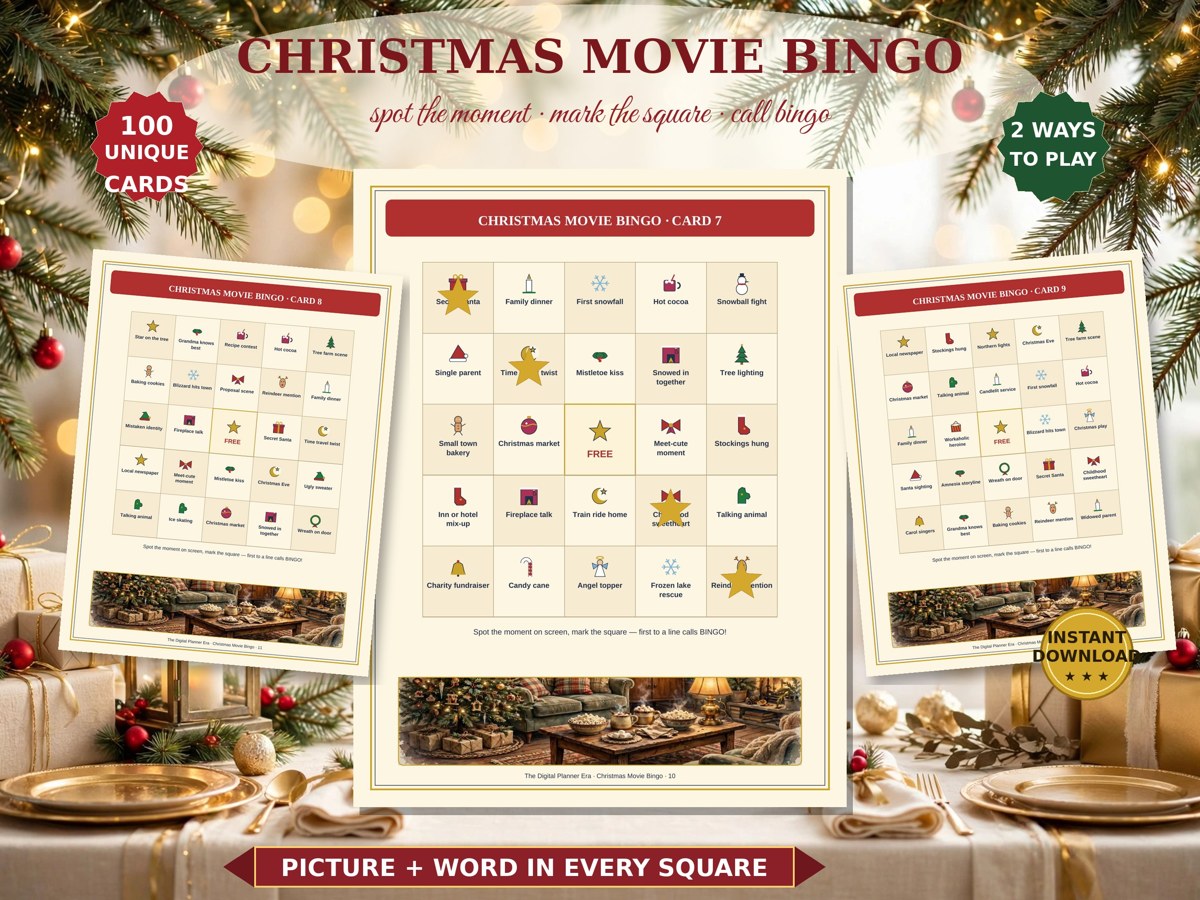 CHRISTMAS MOVIE BINGO
spot the moment · mark the square · call bingo
100
UNIQUE
CARDS
2 WAYS
TO PLAY
CHRISTMAS MOVIE BINGO · CARD 7
Family dinner
First snowfall
Hot cocoa
Snowball fight
Single parent
Mistletoe kiss
Snowed in
together
Tree lighting
Small town
bakery
Christmas market
FREE
Meet-cute
moment
Stockings hung
Inn or hotel
mix-up
Fireplace talk
Train ride home
Talking animal
Charity fundraiser
Candy cane
Angel topper
Frozen lake
rescue
Spot the moment on screen, mark the square — first to a line calls BINGO!
The Digital Planner Era · Christmas Movie Bingo · 10
CHRISTMAS MOVIE BINGO · CARD 8
Star on the tree
Grandma knows
best
Recipe contest
Hot cocoa
Tree farm scene
Baking cookies
Blizzard hits town
Proposal scene
Reindeer mention
Family dinner
Mistaken identity
Fireplace talk
FREE
Secret Santa
Time travel twist
Local newspaper
Meet-cute
moment
Mistletoe kiss
Christmas Eve
Ugly sweater
Talking animal
Ice skating
Christmas market
Snowed in
together
Wreath on door
Spot the moment on screen, mark the square — first to a line calls BINGO!
The Digital Planner Era · Christmas Movie Bingo · 11
CHRISTMAS MOVIE BINGO · CARD 9
Local newspaper
Stockings hung
Northern lights
Christmas Eve
Tree farm scene
Christmas market
Talking animal
Candlelit service
First snowfall
Hot cocoa
Family dinner
Workaholic
heroine
FREE
Blizzard hits town
Christmas play
Santa sighting
Amnesia storyline
Wreath on door
Secret Santa
Childhood
sweetheart
Carol singers
Grandma knows
best
Baking cookies
Reindeer mention
Widowed parent
Spot the moment on screen, mark the square — first to a line calls BINGO!
The Digital Planner Era · Christmas
INSTANT
DOWNLOAD
PICTURE + WORD IN EVERY SQUARE